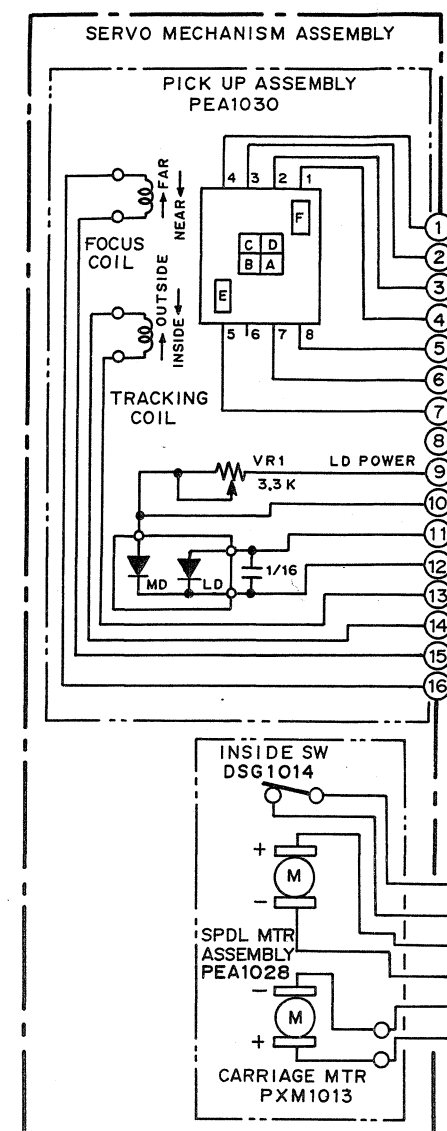 SERVO MECHANISM ASSEMBLY
PICK UP ASSEMBLY
PEA1030
4 3 2 1
FAR
NEAR
FOCUS
COIL
F
C D
B A
E
OUTSIDE
INSIDE
5 6 7 8
TRACKING
COIL
1
2
3
4
5
6
7
8
VR1 LD POWER 9
3.3K
10
11
1/16 12
MD LD
13
14
15
16
INSIDE SW
DSG1014
+
M
-
SPDL MTR
ASSEMBLY
PEA1028
-
M
+
CARRIAGE MTR
PXM1013